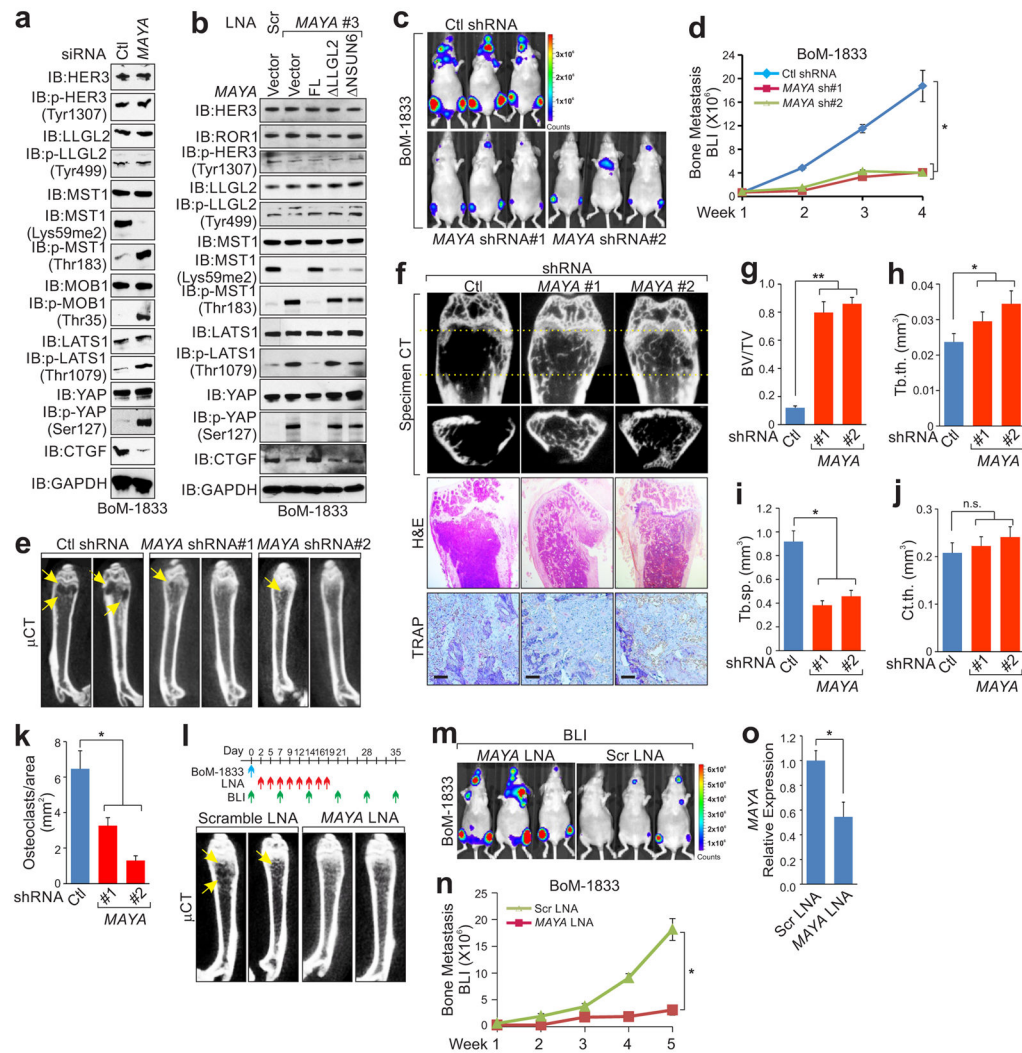 a
siRNA
Ctl
MAYA
IB:HER3
IB:p-HER3
(Tyr1307)
IB:LLGL2
IB:p-LLGL2
(Tyr499)
IB:MST1
IB:MST1
(Lys59me2)
IB:p-MST1
(Thr183)
IB:MOB1
IB:p-MOB1
(Thr35)
IB:LATS1
IB:p-LATS1
(Thr1079)
IB:YAP
IB:p-YAP
(Ser127)
IB:CTGF
IB:GAPDH
BoM-1833
b
LNA
Scr
MAYA #3
MAYA
Vector
Vector
FL
ΔLLGL2
ΔNSUN6
IB:HER3
IB:ROR1
IB:p-HER3
(Tyr1307)
IB:LLGL2
IB:p-LLGL2
(Tyr499)
IB:MST1
IB:MST1
(Lys59me2)
IB:p-MST1
(Thr183)
IB:LATS1
IB:p-LATS1
(Thr1079)
IB:YAP
IB:p-YAP
(Ser127)
IB:CTGF
IB:GAPDH
BoM-1833
c
Ctl shRNA
BoM-1833
3x10⁶
2x10⁶
1x10⁶
Counts
MAYA shRNA#1
MAYA shRNA#2
d
BoM-1833
Ctl shRNA
MAYA sh#1
MAYA sh#2
Bone Metastasis
BLI (X10⁶)
24
20
16
12
8
4
0
*
Week 1 2 3 4
e
Ctl shRNA
MAYA shRNA#1
MAYA shRNA#2
μCT
f
shRNA
Ctl
MAYA #1
MAYA #2
Specimen CT
H&E
TRAP
g
BV/TV
1.0
0.8
0.6
0.4
0.2
0
**
shRNA
Ctl
#1
#2
MAYA
h
Tb.th. (mm³)
0.04
0.03
0.02
0.01
0
*
shRNA
Ctl
#1
#2
MAYA
i
Tb.sp. (mm³)
1.2
1.0
0.8
0.6
0.4
0.2
0
*
shRNA
Ctl
#1
#2
MAYA
j
Ct.th. (mm³)
0.3
0.2
0.1
0
n.s.
shRNA
Ctl
#1
#2
MAYA
k
Osteoclasts/area
(mm²)
8
6
4
2
0
*
shRNA
Ctl
#1
#2
MAYA
l
Day
0 2 5 7 9 12 14 16 19 21 28 35
BoM-1833
LNA
BLI
Scramble LNA
MAYA LNA
μCT
m
BLI
MAYA LNA
Scr LNA
BoM-1833
6x10⁶
5x10⁶
4x10⁶
3x10⁶
2x10⁶
1x10⁶
Counts
n
BoM-1833
Scr LNA
MAYA LNA
Bone Metastasis
BLI (X10⁶)
25
20
15
10
5
0
*
Week 1 2 3 4 5
o
MAYA
Relative Expression
1.2
1.0
0.8
0.6
0.4
0.2
0.0
*
Scr LNA
MAYA LNA